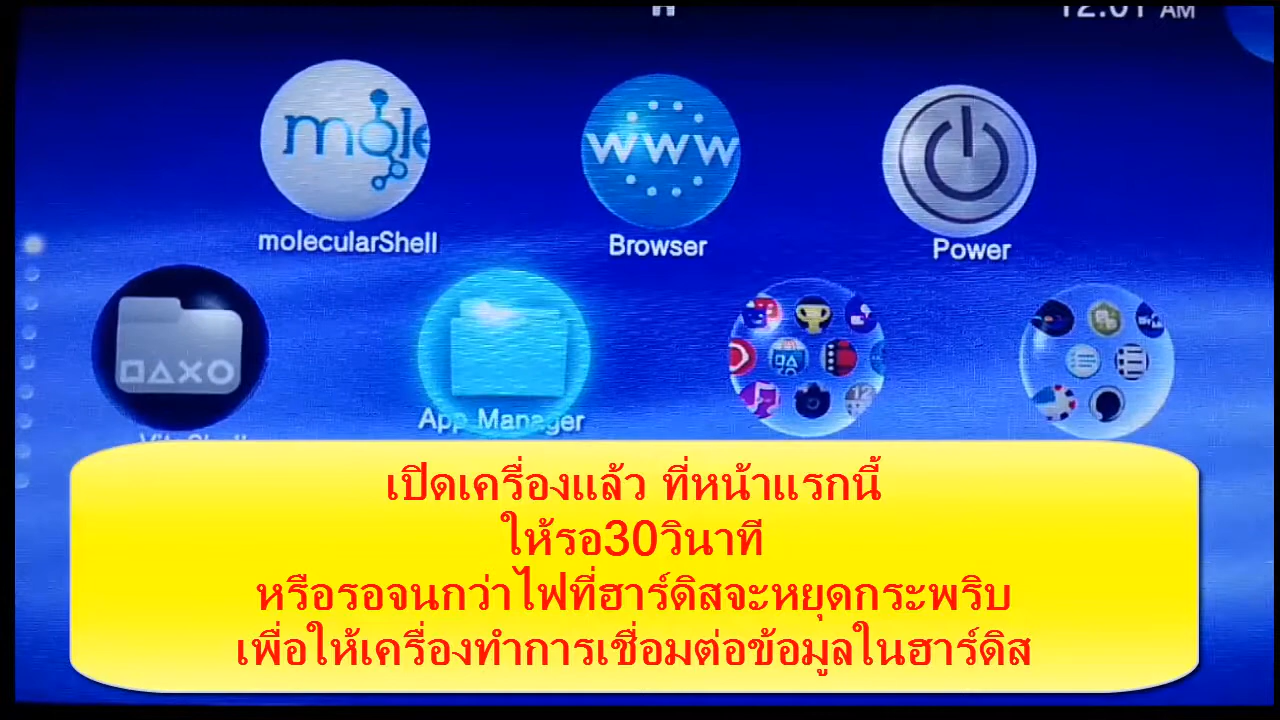 12:01 AM
mole
www
molecularShell
Browser
Power
App Manager
VitaShell
เปิดเครื่องแล้ว ที่หน้าแรกนี้
ให้รอ30วินาที
หรือรอจนกว่าไฟที่ฮาร์ดิสจะหยุดกระพริบ
เพื่อให้เครื่องทำการเชื่อมต่อข้อมูลในฮาร์ดิส